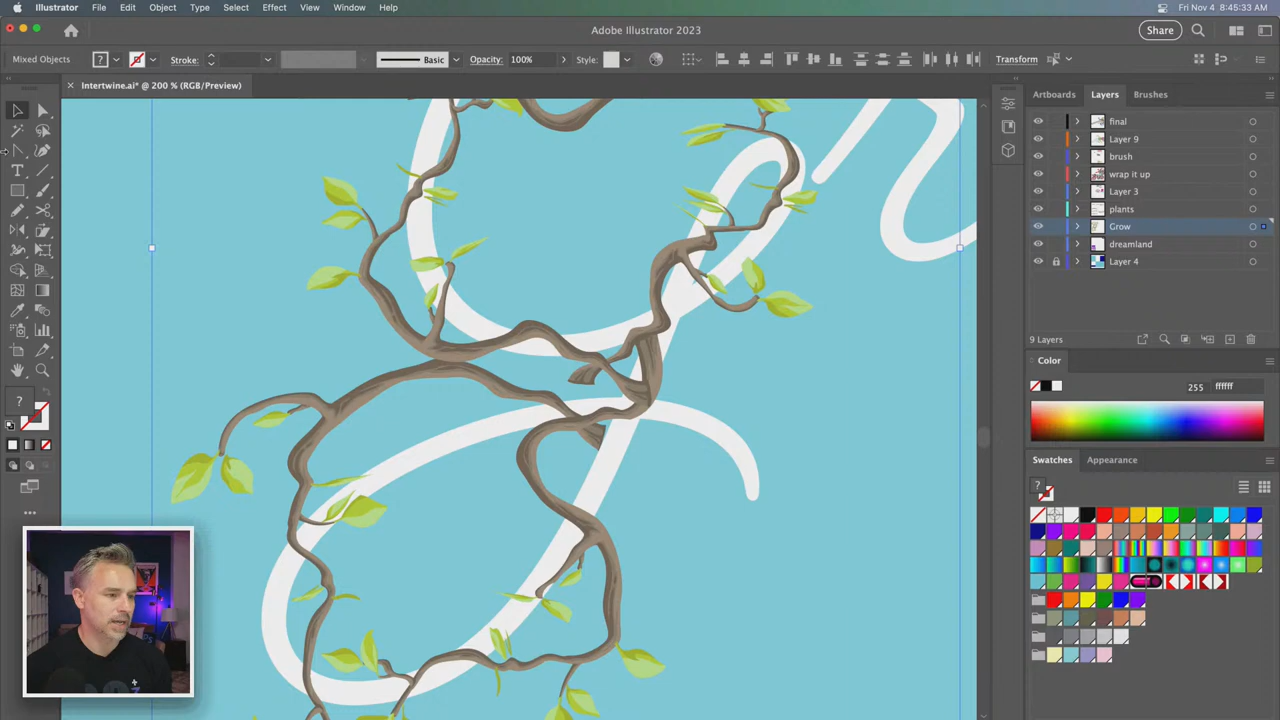 Illustrator File Edit Object Type Select Effect View Window Help Fri Nov 4 8:45:33 AM
Adobe Illustrator 2023
Share
Mixed Objects ? Stroke: Basic Opacity: 100% Style: Transform
Intertwine.ai* @ 200 % (RGB/Preview)
Artboards Layers Brushes
final
Layer 9
brush
wrap it up
Layer 3
plants
Grow
dreamland
Layer 4
9 Layers
Color
255 ffffff
Swatches Appearance
?
?